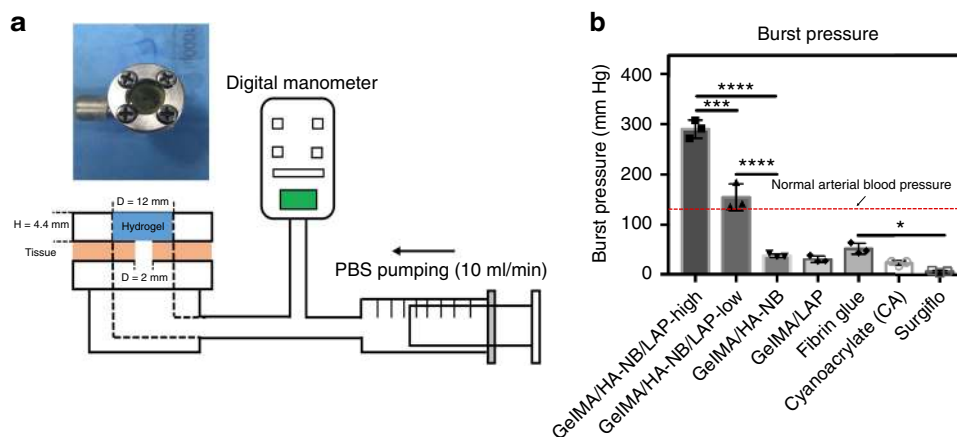 a
Digital manometer
D = 12 mm
H = 4.4 mm
Hydrogel
Tissue
D = 2 mm
PBS pumping (10 ml/min)
b
Burst pressure
Burst pressure (mm Hg)
400
300
200
100
0
****
***
****
Normal arterial blood pressure
*
GelMA/HA-NB/LAP-high
GelMA/HA-NB/LAP-low
GelMA/HA-NB
GelMA/LAP
Fibrin glue
Cyanoacrylate (CA)
Surgiflo